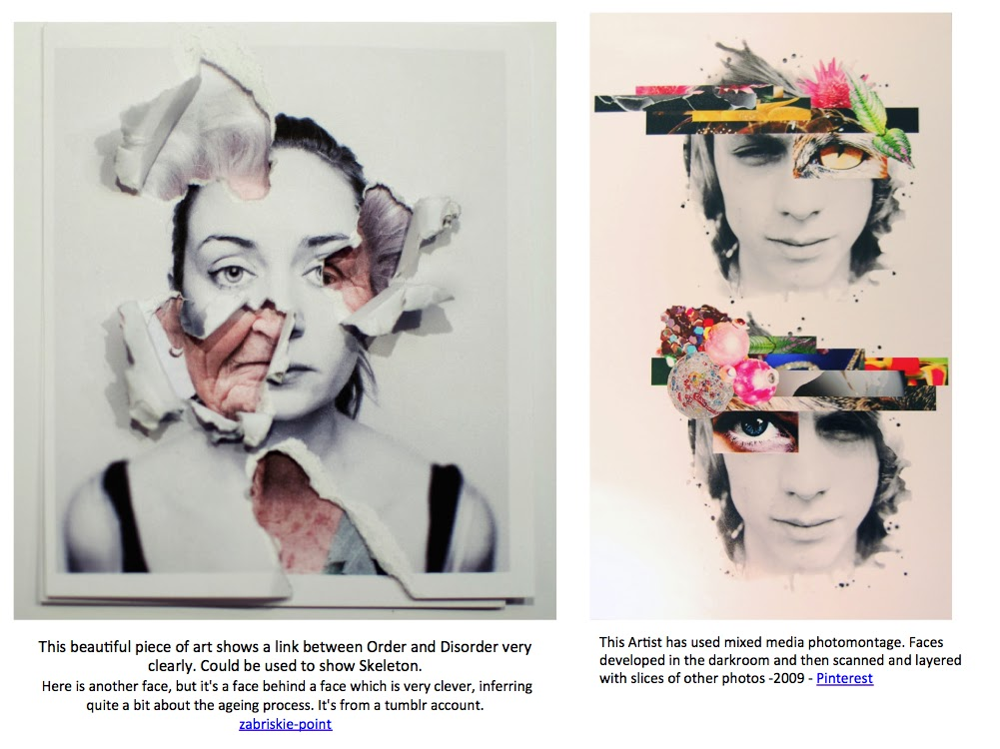 This beautiful piece of art shows a link between Order and Disorder very
clearly. Could be used to show Skeleton.
Here is another face, but it's a face behind a face which is very clever, inferring
quite a bit about the ageing process. It's from a tumblr account.
zabriskie-point
This Artist has used mixed media photomontage. Faces
developed in the darkroom and then scanned and layered
with slices of other photos -2009 - Pinterest